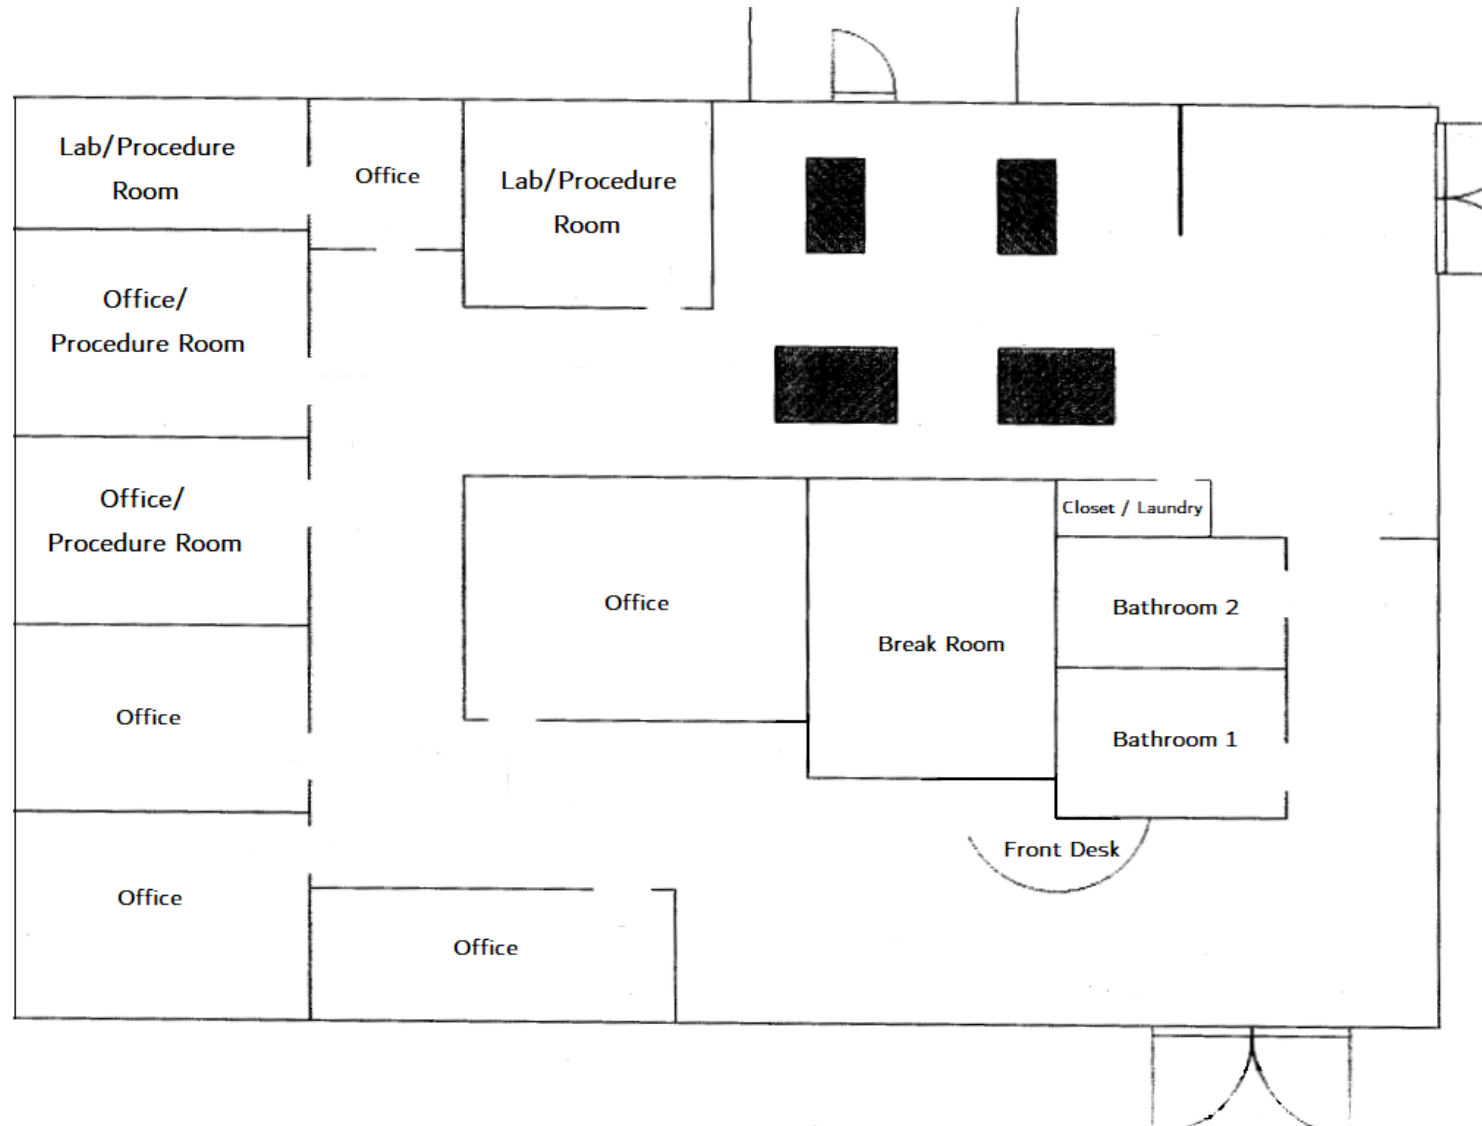 Lab/Procedure
Room
Office
Lab/Procedure
Room
Office/
Procedure Room
Office/
Procedure Room
Closet / Laundry
Office
Bathroom 2
Break Room
Office
Bathroom 1
Front Desk
Office
Office